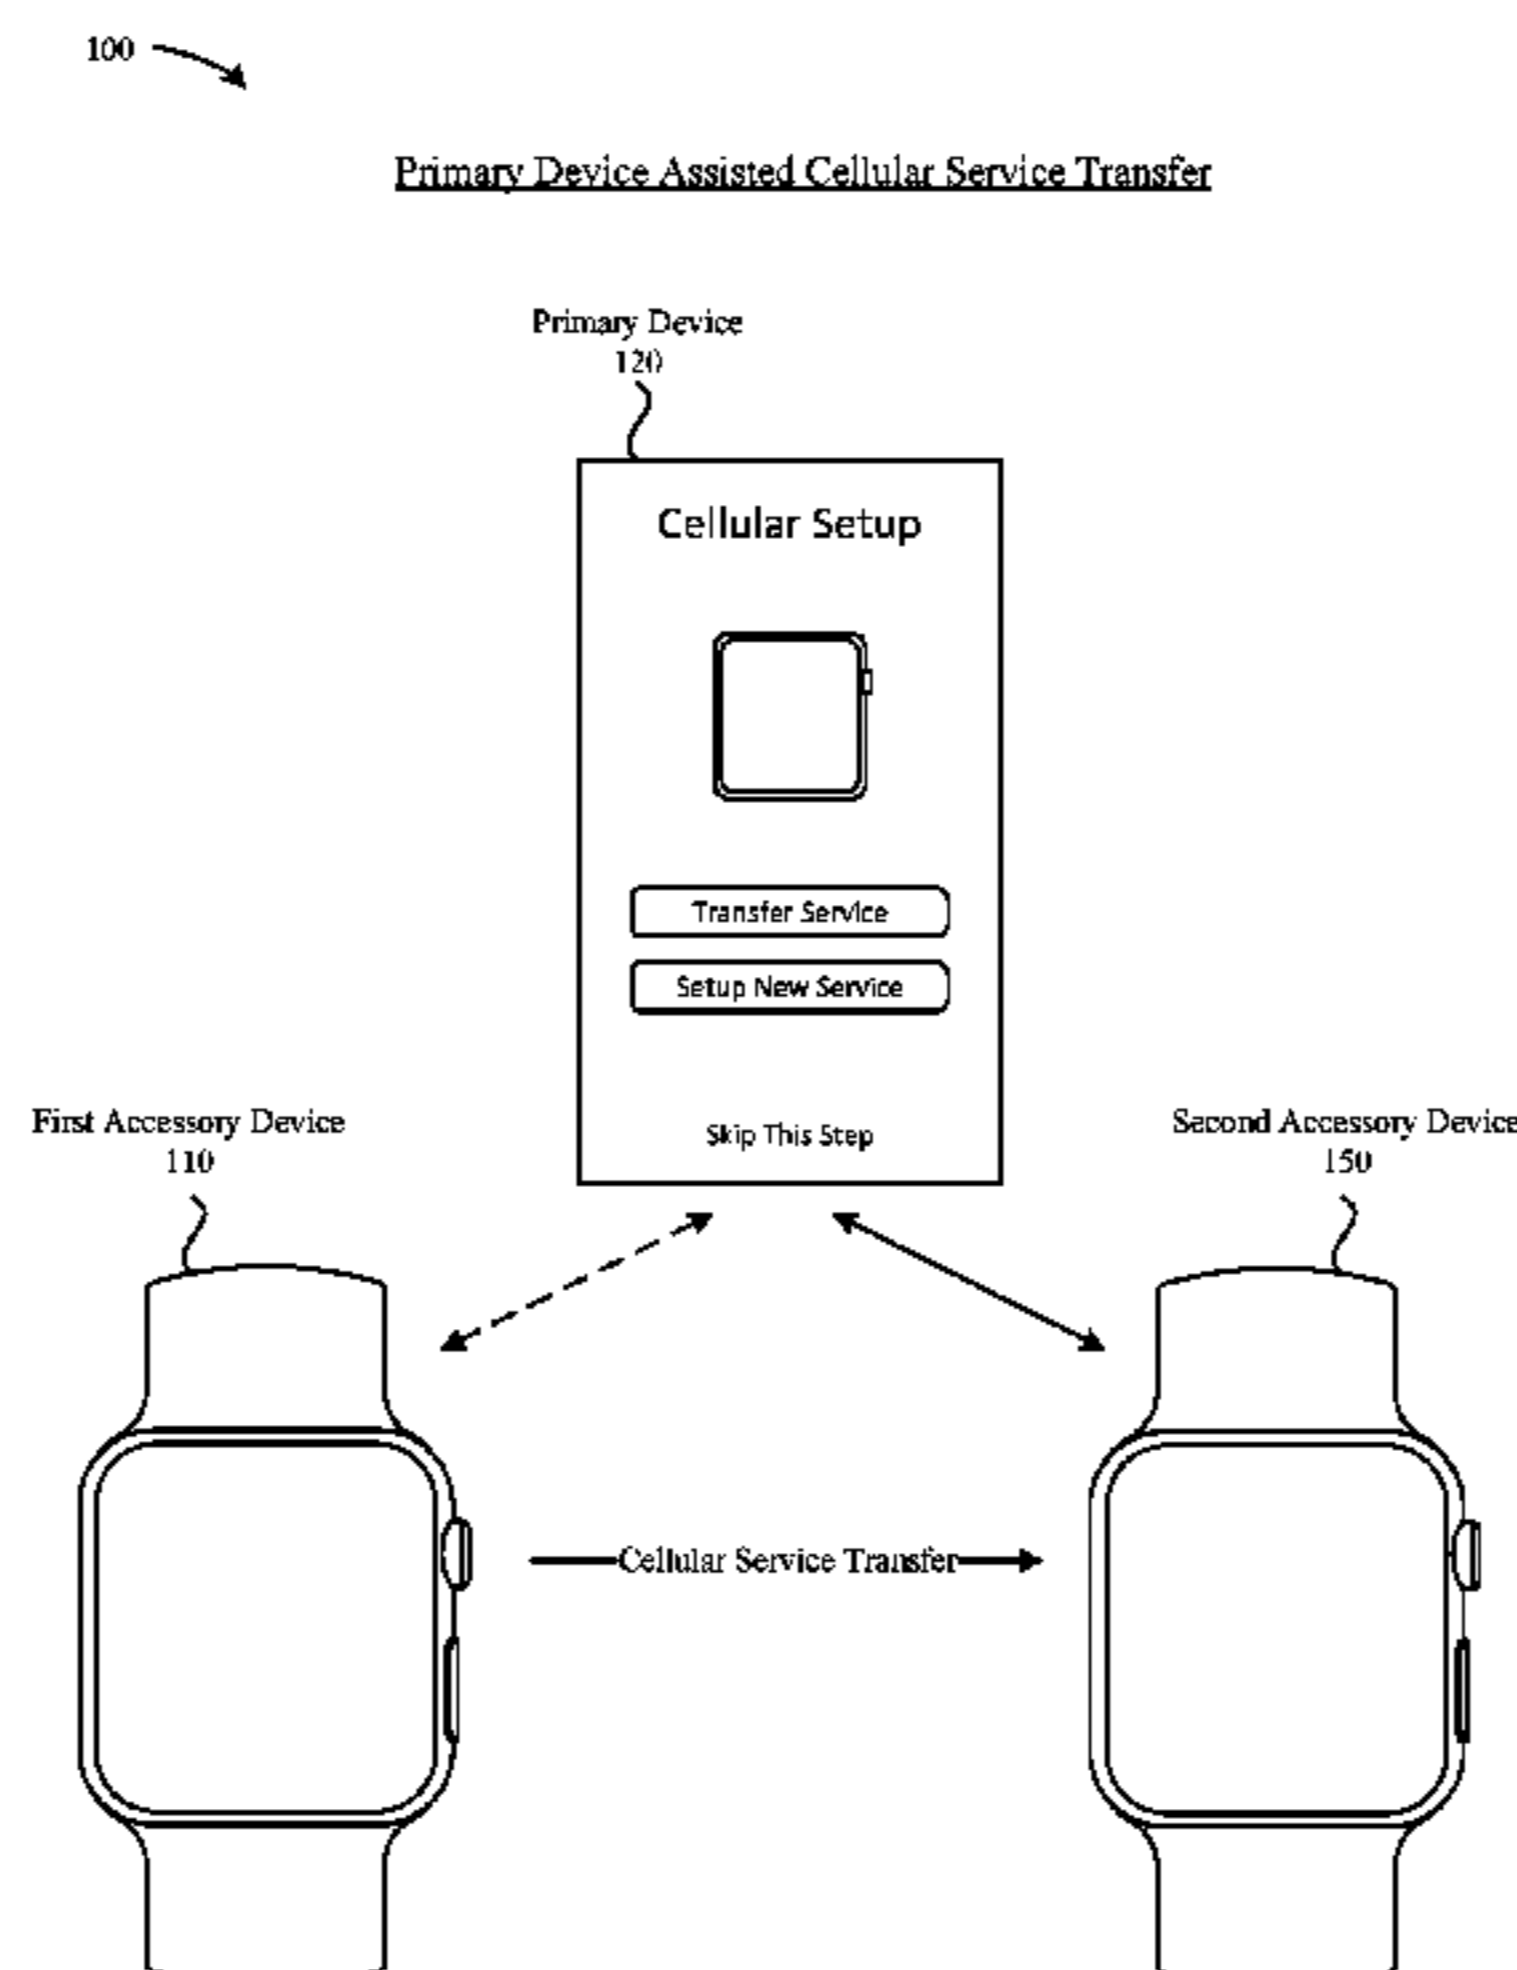 100
Primary Device Assisted Cellular Service Transfer
Primary Device
120
Cellular Setup
Transfer Service
Setup New Service
Skip This Step
First Accessory Device
110
Second Accessory Device
150
Cellular Service Transfer